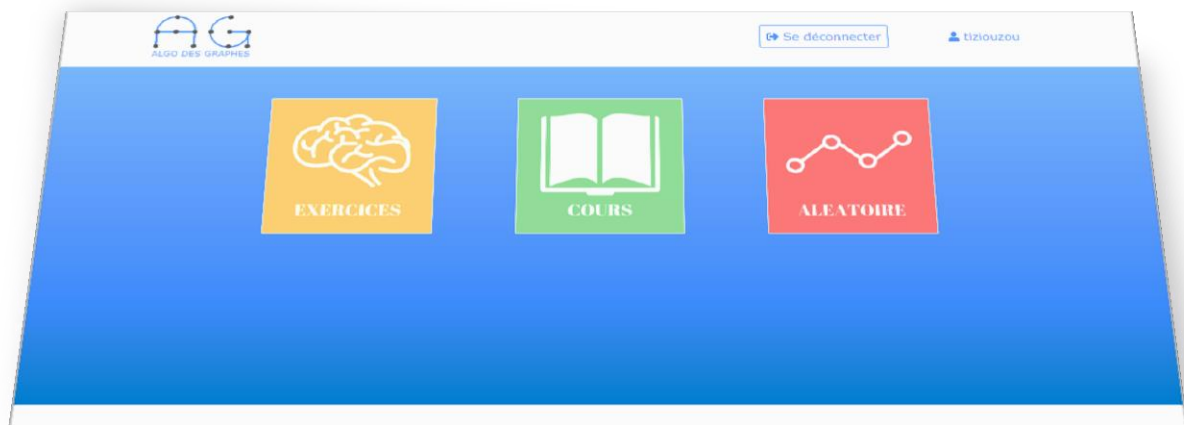 AG
ALGO DES GRAPHES
Se déconnecter
tiziouzou
EXERCICES
COURS
ALEATOIRE